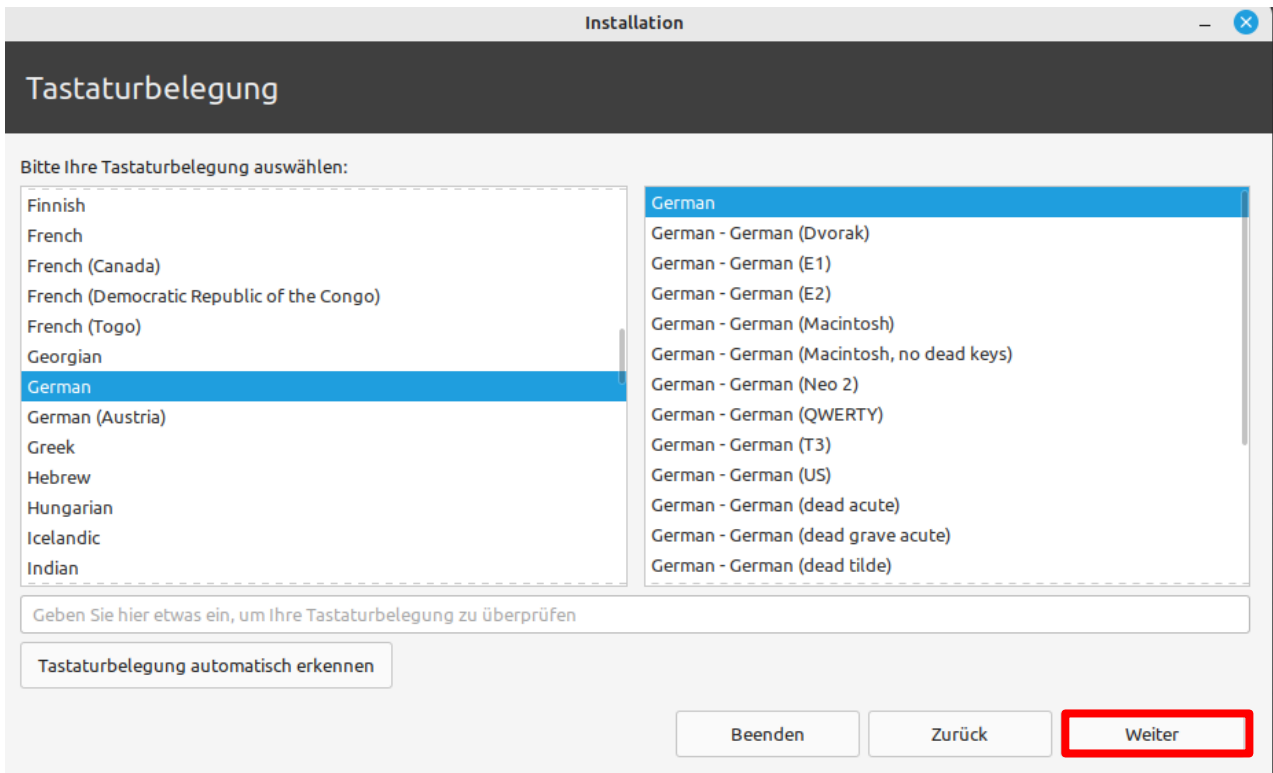 Installation
Tastaturbelegung
Bitte Ihre Tastaturbelegung auswählen:
Finnish
French
French (Canada)
French (Democratic Republic of the Congo)
French (Togo)
Georgian
German
German (Austria)
Greek
Hebrew
Hungarian
Icelandic
Indian
German
German - German (Dvorak)
German - German (E1)
German - German (E2)
German - German (Macintosh)
German - German (Macintosh, no dead keys)
German - German (Neo 2)
German - German (QWERTY)
German - German (T3)
German - German (US)
German - German (dead acute)
German - German (dead grave acute)
German - German (dead tilde)
Geben Sie hier etwas ein, um Ihre Tastaturbelegung zu überprüfen
Tastaturbelegung automatisch erkennen
Beenden
Zurück
Weiter